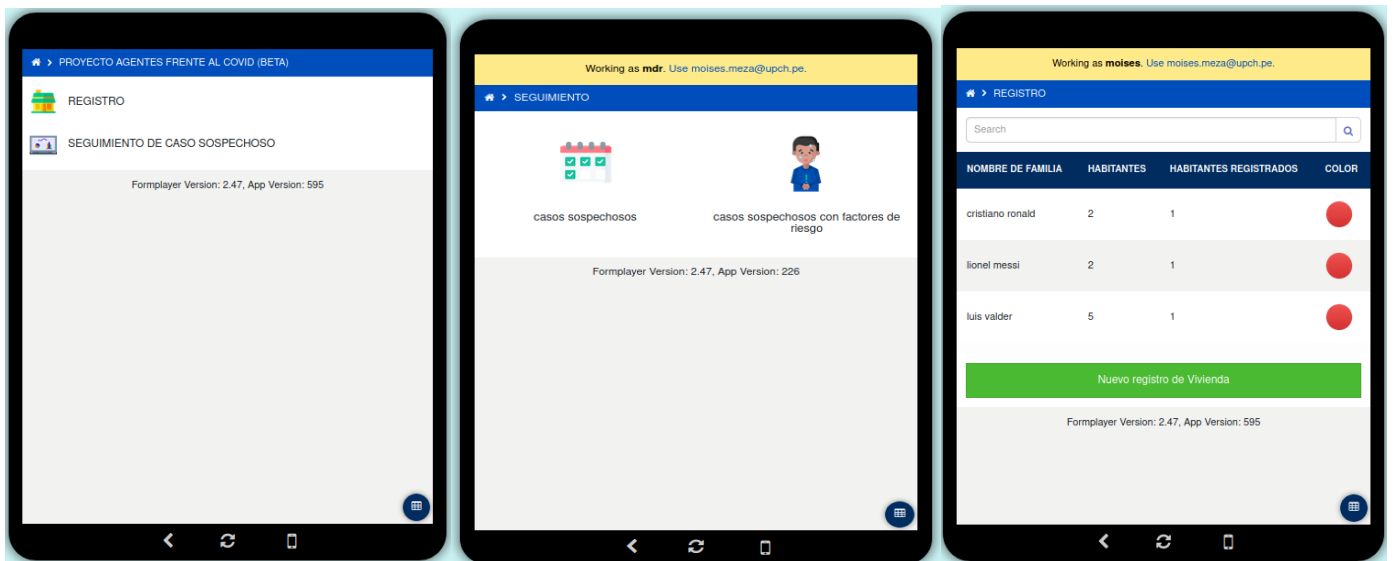 PROYECTO AGENTES FRENTE AL COVID (BETA)
REGISTRO
SEGUIMIENTO DE CASO SOSPECHOSO
Formplayer Version: 2.47, App Version: 595
Working as mdr. Use moises.meza@upch.pe.
SEGUIMIENTO
casos sospechosos
casos sospechosos con factores de
riesgo
Formplayer Version: 2.47, App Version: 226
Working as moises. Use moises.meza@upch.pe.
REGISTRO
Search
NOMBRE DE FAMILIA HABITANTES HABITANTES REGISTRADOS COLOR
cristiano ronald 2 1
lionel messi 2 1
luis valder 5 1
Nuevo registro de Vivienda
Formplayer Version: 2.47, App Version: 595